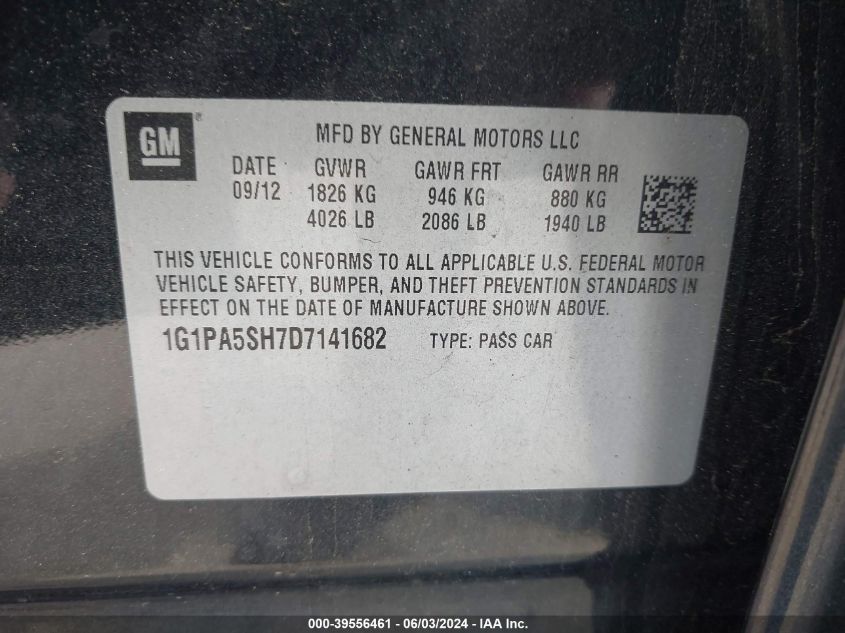 GM ®
MFD BY GENERAL MOTORS LLC
DATE GVWR GAWR FRT GAWR RR
09/12 1826 KG 946 KG 880 KG
4026 LB 2086 LB 1940 LB
THIS VEHICLE CONFORMS TO ALL APPLICABLE U.S. FEDERAL MOTOR
VEHICLE SAFETY, BUMPER, AND THEFT PREVENTION STANDARDS IN
EFFECT ON THE DATE OF MANUFACTURE SHOWN ABOVE.
1G1PA5SH7D7141682 TYPE: PASS CAR
000-39556461 - 06/03/2024 - IAA Inc.